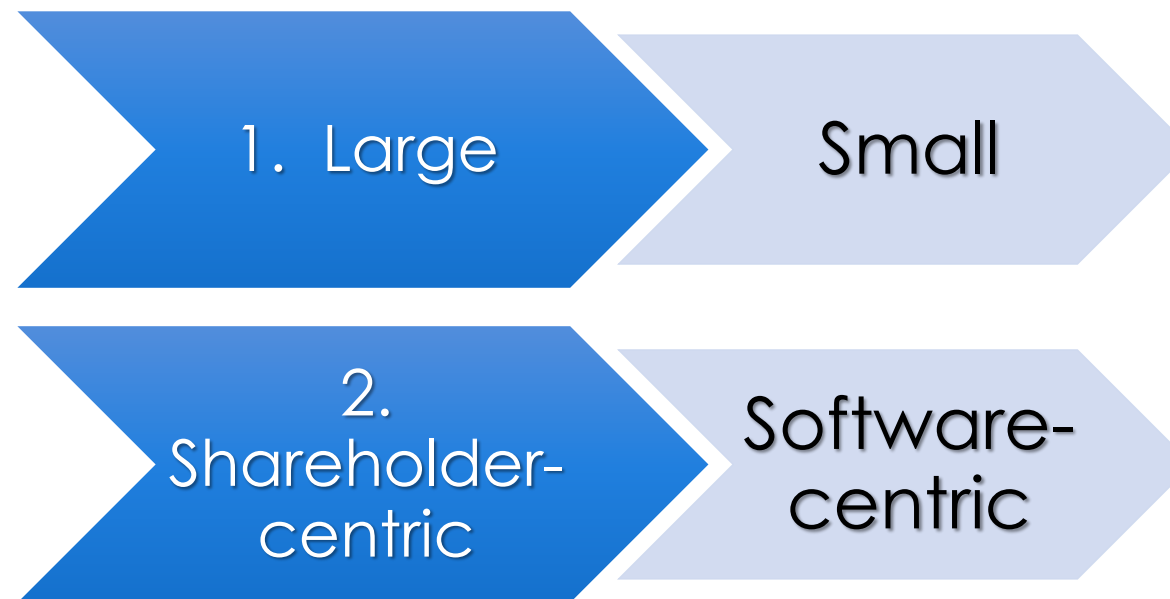 1. Large
Small
2.
Shareholder-
centric
Software-
centric